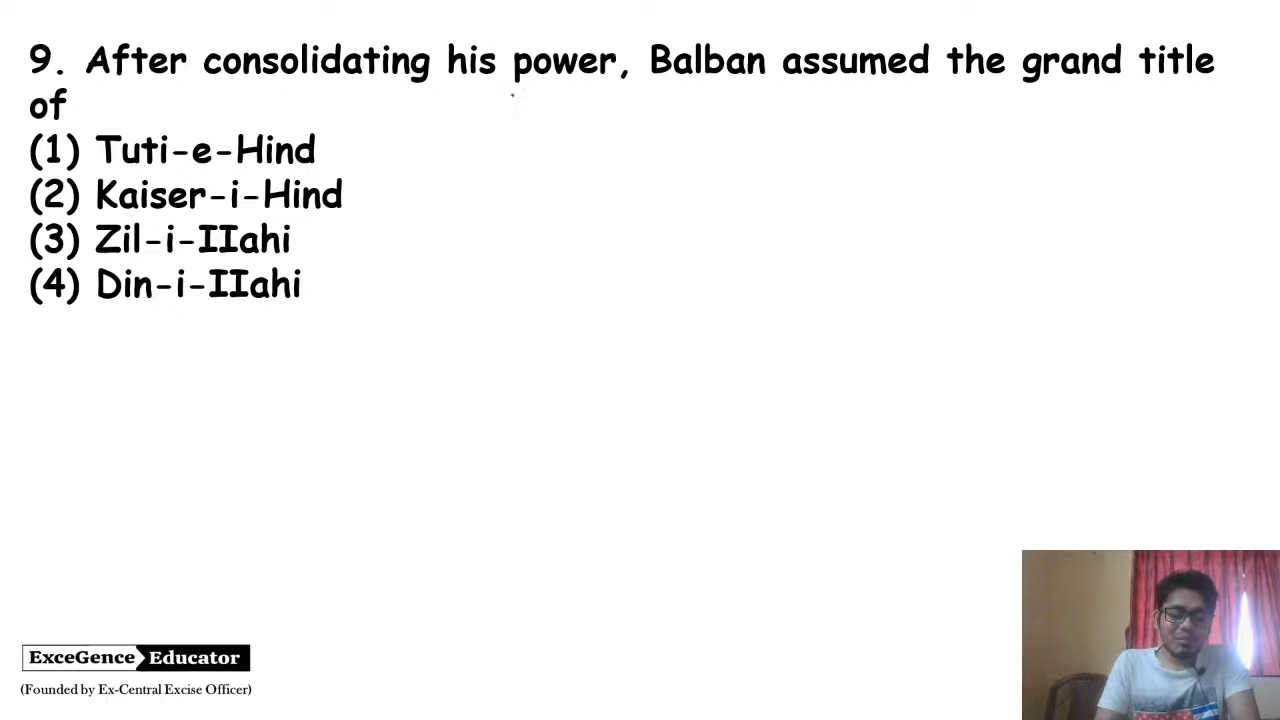 9. After consolidating his power, Balban assumed the grand title
of
(1) Tuti-e-Hind
(2) Kaiser-i-Hind
(3) Zil-i-IIahi
(4) Din-i-IIahi
ExceGence Educator
(Founded by Ex-Central Excise Officer)